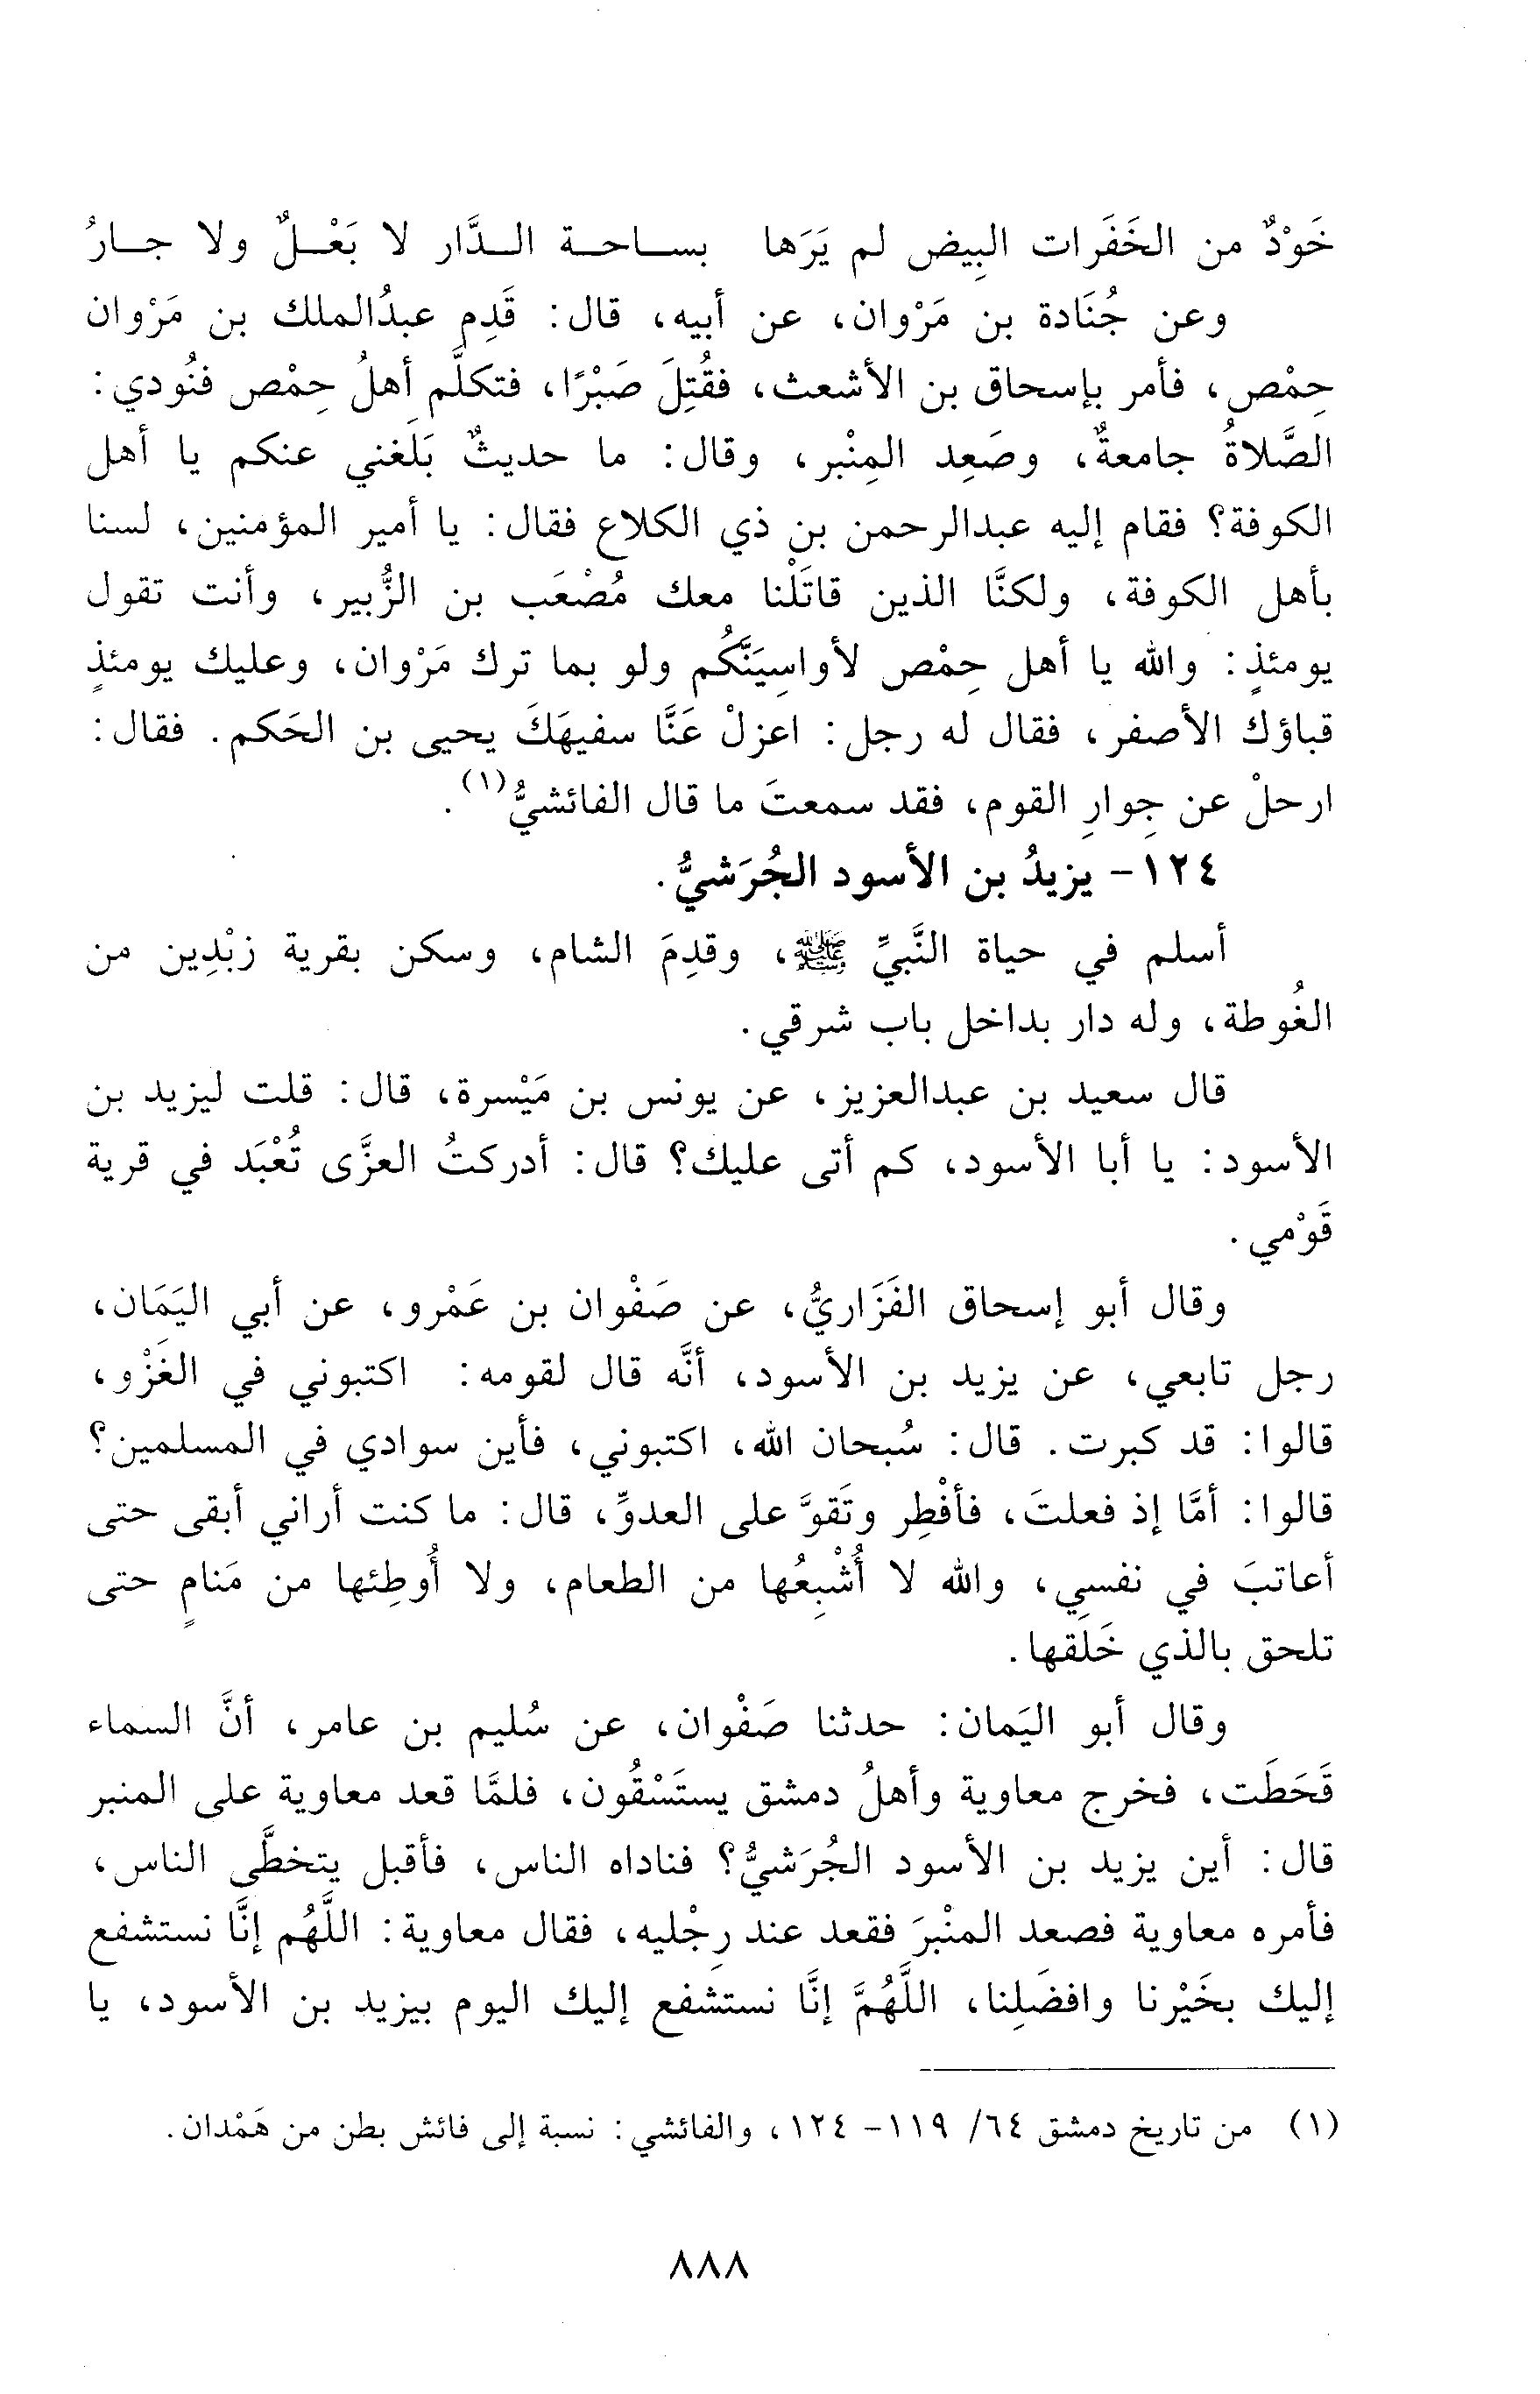 خَوْدٌ من الخَفَرات البِيض لم يَرَها بســاحــة الــدَّار لا بَعْــلٌ ولا جــارُ
وعن جُنَادة بن مَرْوان، عن أبيه، قال: قَدِم عبدُالملك بن مَرْوان
حِمْص، فأمر بإسحاق بن الأشعث، فقُتِلَ صَبْرًا، فتكلَّم أهلُ حِمْص فنُودي:
الصَّلاةُ جامعةٌ، وصَعِد المِنْبر، وقال: ما حديثٌ بَلَغني عنكم يا أهل
الكوفة؟ فقام إليه عبدالرحمن بن ذي الكلاع فقال: يا أمير المؤمنين، لسنا
بأهل الكوفة، ولكنَّا الذين قاتَلْنا معك مُصْعَب بن الزُّبير، وأنت تقول
يومئذٍ: والله يا أهل حِمْص لأواسِيَنَّكُم ولو بما ترك مَرْوان، وعليك يومئذٍ
قباؤك الأصفر، فقال له رجل: اعزلْ عَنَّا سفيهَكَ يحيى بن الحَكم. فقال:
ارحلْ عن جِوارِ القوم، فقد سمعتَ ما قال الفائشيُّ(١).
١٢٤- يزيدُ بن الأسود الجُرَشيُّ.
أسلم في حياة النَّبيِّ ﷺ، وقدِمَ الشام، وسكن بقرية زبْدِين من
الغُوطة، وله دار بداخل باب شرقي.
قال سعيد بن عبدالعزيز، عن يونس بن مَيْسرة، قال: قلت ليزيد بن
الأسود: يا أبا الأسود، كم أتى عليك؟ قال: أدركتُ العزَّى تُعْبَد في قرية
قَوْمي.
وقال أبو إسحاق الفَزَاريُّ، عن صَفْوان بن عَمْرو، عن أبي اليَمَان،
رجل تابعي، عن يزيد بن الأسود، أنَّه قال لقومه: اكتبوني في الغَزْو،
قالوا: قد كبرت. قال: سُبحان الله، اكتبوني، فأين سوادي في المسلمين؟
قالوا: أمَّا إذ فعلتَ، فأفْطِر وتَقوَّ على العدوِّ، قال: ما كنت أراني أبقى حتى
أعاتبَ في نفسي، والله لا أُشْبِعُها من الطعام، ولا أُوطِئها من مَنامٍ حتى
تلحق بالذي خَلَقها.
وقال أبو اليَمان: حدثنا صَفْوان، عن سُليم بن عامر، أنَّ السماء
قَحَطَت، فخرج معاوية وأهلُ دمشق يستَسْقُون، فلمَّا قعد معاوية على المنبر
قال: أين يزيد بن الأسود الجُرَشيُّ؟ فناداه الناس، فأقبل يتخطَّى الناس،
فأمره معاوية فصعد المنْبرَ فقعد عند رِجْليه، فقال معاوية: اللَّهُم إنَّا نستشفع
إليك بخَيْرنا وافضَلِنا، اللَّهُمَّ إنَّا نستشفع إليك اليوم بيزيد بن الأسود، يا
(١) من تاريخ دمشق ٦٤/ ١١٩- ١٢٤، والفائشي: نسبة إلى فائش بطن من هَمْدان.
٨٨٨